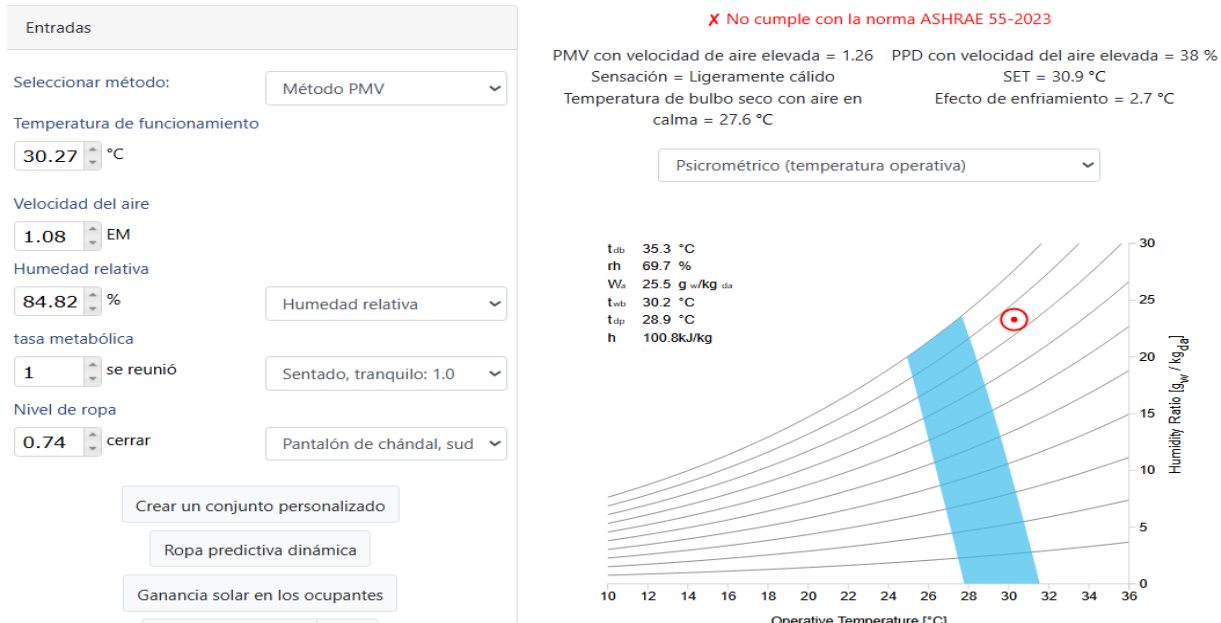 Entradas
Seleccionar método:
Método PMV
Temperatura de funcionamiento
30.27 °C
Velocidad del aire
1.08 EM
Humedad relativa
84.82 %
Humedad relativa
tasa metabólica
1 se reunió
Sentado, tranquilo: 1.0
Nivel de ropa
0.74 cerrar
Pantalón de chándal, sud
Crear un conjunto personalizado
Ropa predictiva dinámica
Ganancia solar en los ocupantes
✗ No cumple con la norma ASHRAE 55-2023
PMV con velocidad de aire elevada = 1.26
PPD con velocidad del aire elevada = 38 %
Sensación = Ligeramente cálido
SET = 30.9 °C
Temperatura de bulbo seco con aire en
calma = 27.6 °C
Efecto de enfriamiento = 2.7 °C
Psicrométrico (temperatura operativa)
tdb 35.3 °C
rh 69.7 %
Wa 25.5 g w/kg da
twb 30.2 °C
tdp 28.9 °C
h 100.8kJ/kg
30
25
20
15
10
5
0
Humidity Ratio [gw / kgda]
10 12 14 16 18 20 22 24 26 28 30 32 34 36
Operative Temperature [°C]